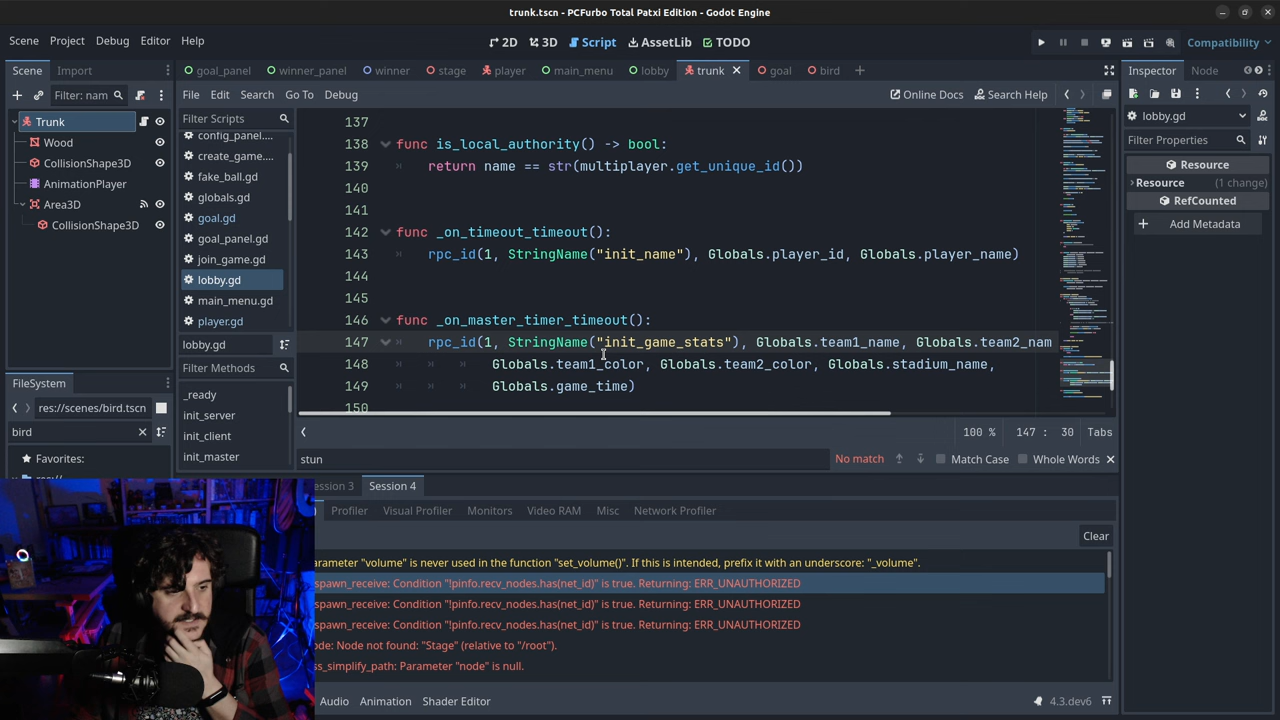 trunk.tscn - PCFurbo Total Patxi Edition - Godot Engine
Scene Project Debug Editor Help
2D 3D Script AssetLib TODO
Compatibility
Scene Import
goal_panel winner_panel winner stage player main_menu lobby trunk goal bird
Inspector Node
Filter: nam
File Edit Search Go To Debug
Online Docs Search Help
lobby.gd
Filter Properties
Resource
Resource (1 change)
RefCounted
Add Metadata
Trunk
Wood
CollisionShape3D
AnimationPlayer
Area3D
CollisionShape3D
Filter Scripts
config_panel....
create_game....
fake_ball.gd
globals.gd
goal.gd
goal_panel.gd
join_game.gd
lobby.gd
main_menu.gd
player.gd
lobby.gd
Filter Methods
_ready
init_server
init_client
init_master
137
138 func is_local_authority() -> bool:
139 return name == str(multiplayer.get_unique_id())
140
141
142 func _on_timeout_timeout():
143 rpc_id(1, StringName("init_name"), Globals.player_id, Globals.player_name)
144
145
146 func _on_master_timer_timeout():
147 rpc_id(1, StringName("init_game_stats"), Globals.team1_name, Globals.team2_nam
148 Globals.team1_color, Globals.team2_color, Globals.stadium_name,
149 Globals.game_time)
150
100 % 147 : 30 Tabs
stun
No match Match Case Whole Words
FileSystem
res://scenes/bird.tscn
bird
Favorites:
ession 3 Session 4
Profiler Visual Profiler Monitors Video RAM Misc Network Profiler
Clear
arameter "volume" is never used in the function "set_volume()". If this is intended, prefix it with an underscore: "_volume".
spawn_receive: Condition "!pinfo.recv_nodes.has(net_id)" is true. Returning: ERR_UNAUTHORIZED
spawn_receive: Condition "!pinfo.recv_nodes.has(net_id)" is true. Returning: ERR_UNAUTHORIZED
spawn_receive: Condition "!pinfo.recv_nodes.has(net_id)" is true. Returning: ERR_UNAUTHORIZED
ode: Node not found: "Stage" (relative to "/root").
ss_simplify_path: Parameter "node" is null.
Audio Animation Shader Editor
4.3.dev6